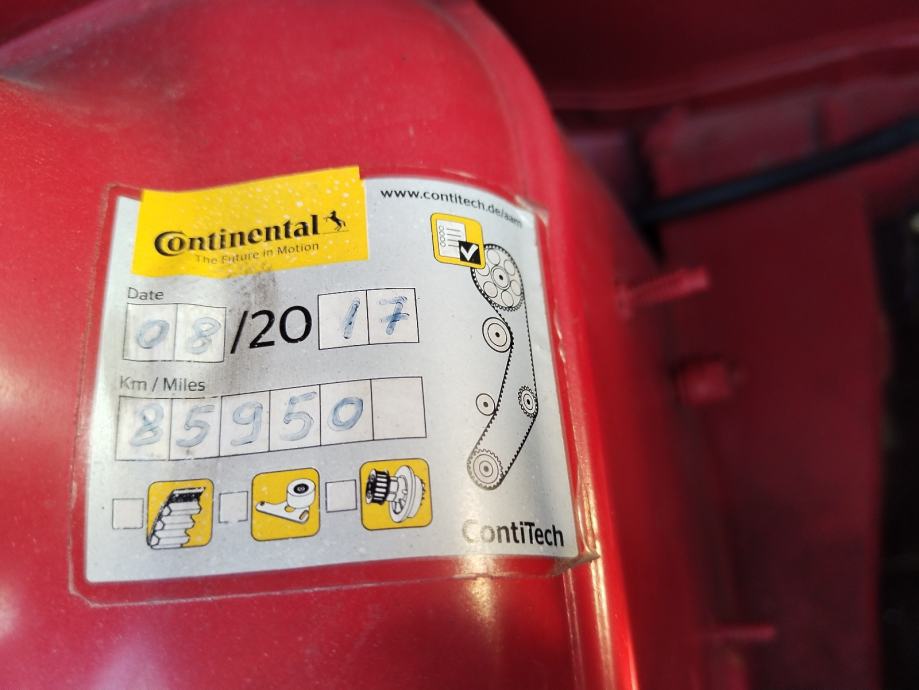 www.contitech.de/aam
Continental
The Future in Motion
Date
08/2017
Km / Miles
85950
ContiTech